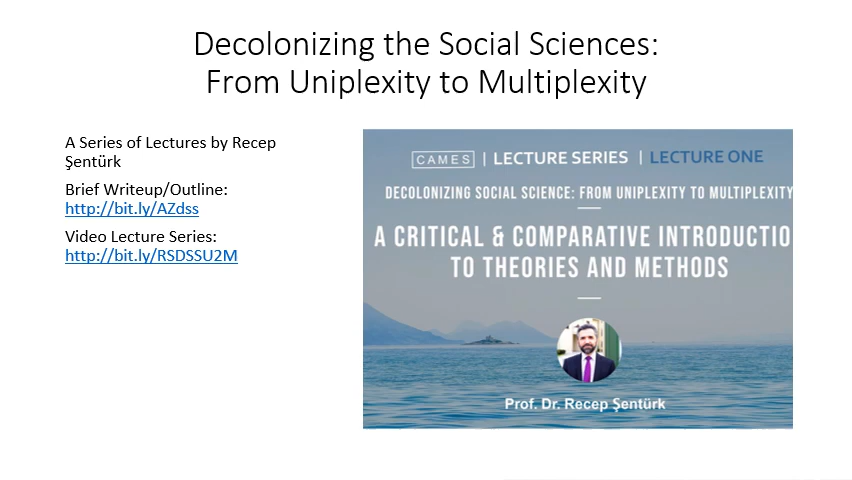 Decolonizing the Social Sciences:
From Uniplexity to Multiplexity
A Series of Lectures by Recep
Şentürk
Brief Writeup/Outline:
http://bit.ly/AZdss
Video Lecture Series:
http://bit.ly/RSDSSU2M
CAMES | LECTURE SERIES | LECTURE ONE
DECOLONIZING SOCIAL SCIENCE: FROM UNIPLEXITY TO MULTIPLEXITY
A CRITICAL & COMPARATIVE INTRODUCTIO
TO THEORIES AND METHODS
Prof. Dr. Recep Şentürk